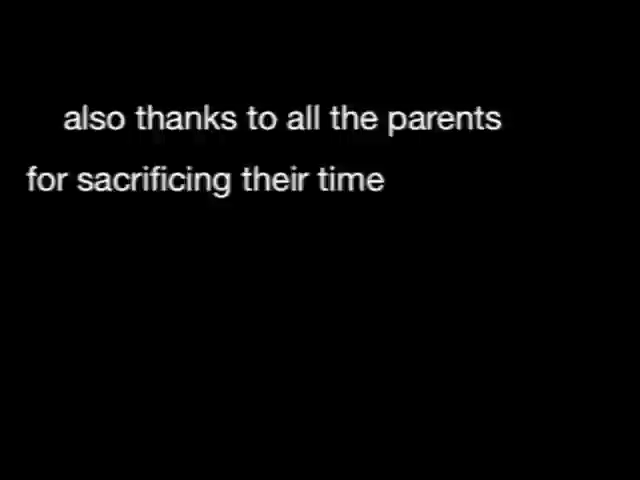 also thanks to all the parents
for sacrificing their time